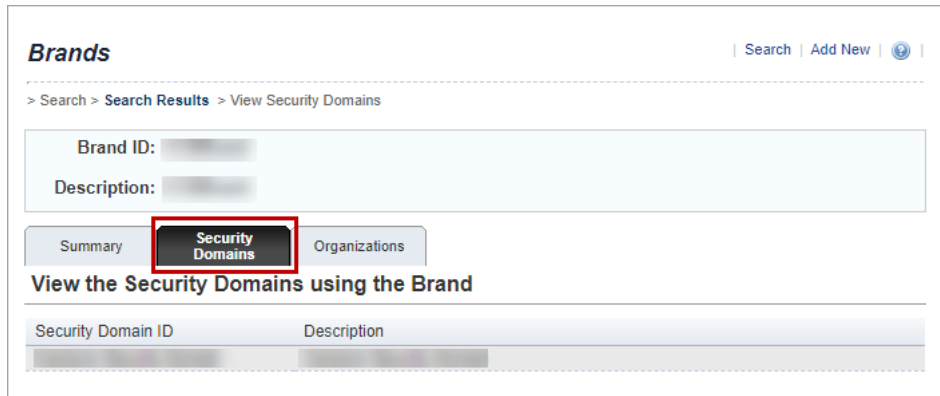 Brands
| Search | Add New | ? |
> Search > Search Results > View Security Domains
Brand ID:
Description:
Summary
Security
Domains
Organizations
View the Security Domains using the Brand
Security Domain ID Description